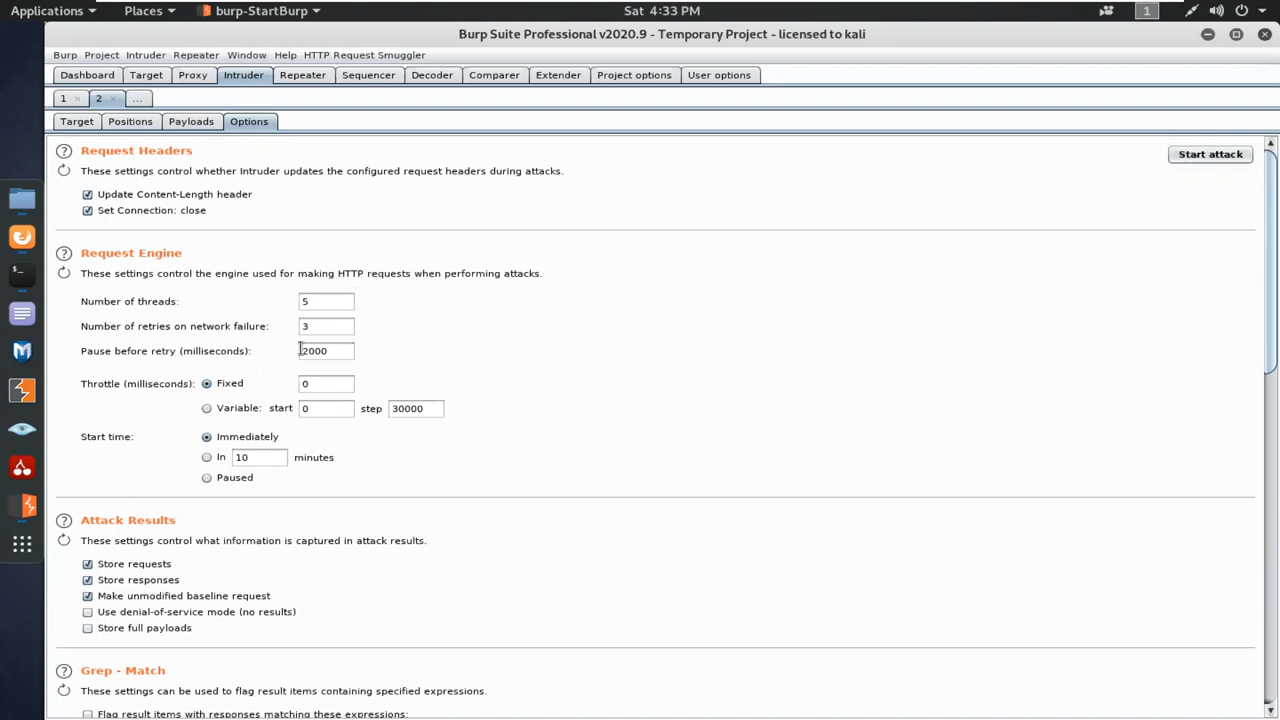 Applications Places burp-StartBurp Sat 4:33 PM 1
Burp Suite Professional v2020.9 - Temporary Project - licensed to kali
Burp Project Intruder Repeater Window Help HTTP Request Smuggler
Dashboard Target Proxy Intruder Repeater Sequencer Decoder Comparer Extender Project options User options
1 × 2 × ...
Target Positions Payloads Options
? Request Headers
Start attack
These settings control whether Intruder updates the configured request headers during attacks.
Update Content-Length header
Set Connection: close
? Request Engine
These settings control the engine used for making HTTP requests when performing attacks.
Number of threads: 5
Number of retries on network failure: 3
Pause before retry (milliseconds): 2000
Throttle (milliseconds): Fixed 0
Variable: start 0 step 30000
Start time: Immediately
In 10 minutes
Paused
? Attack Results
These settings control what information is captured in attack results.
Store requests
Store responses
Make unmodified baseline request
Use denial-of-service mode (no results)
Store full payloads
? Grep - Match
These settings can be used to flag result items containing specified expressions.
Flag result items with responses matching these expressions: